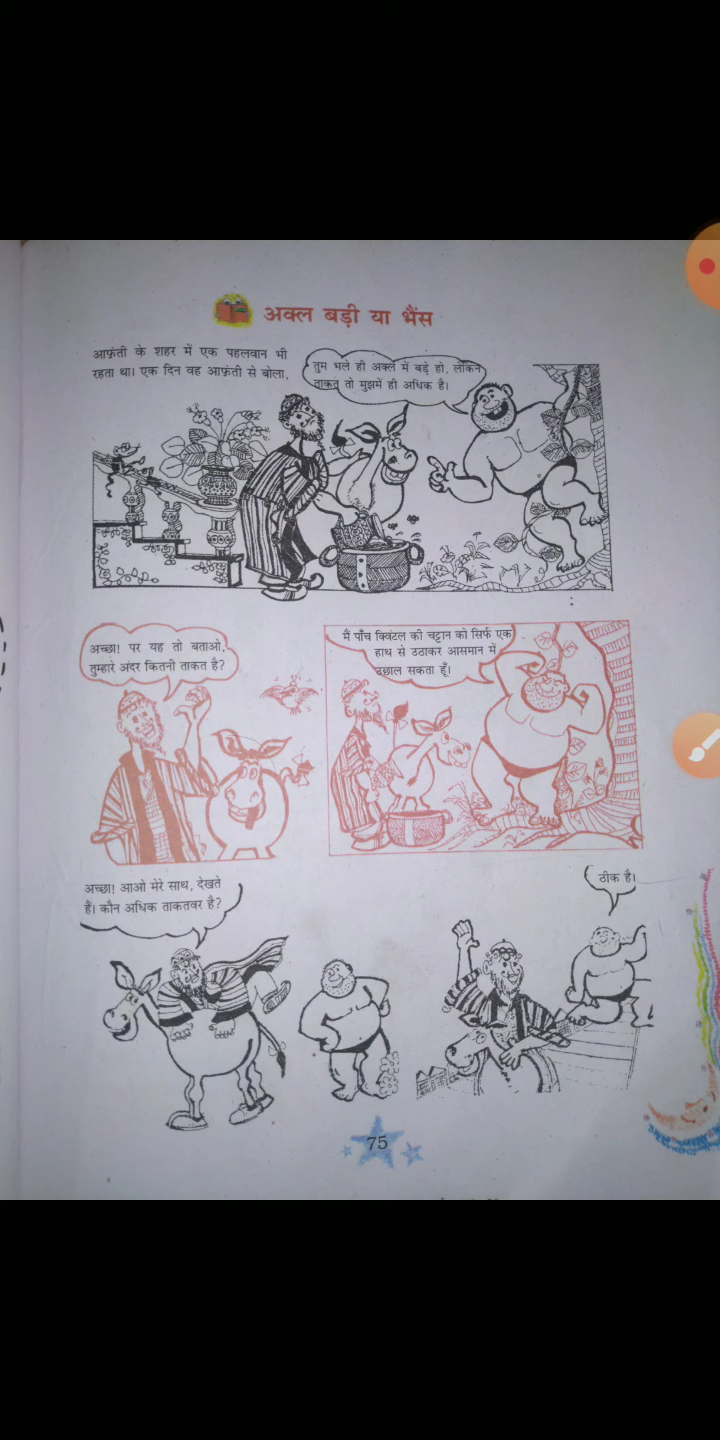 अक्ल बड़ी या भैंस
आफ़ंती के शहर में एक पहलवान भी
रहता था। एक दिन वह आफ़ंती से बोला,
तुम भले ही अक्ल में बड़े हो, लेकिन
ताकत तो मुझमें ही अधिक है।
अच्छा! पर यह तो बताओ,
तुम्हारे अंदर कितनी ताकत है?
मैं पाँच क्विंटल की चट्टान को सिर्फ एक
हाथ से उठाकर आसमान में
उछाल सकता हूँ।
अच्छा! आओ मेरे साथ, देखते
हैं। कौन अधिक ताकतवर है?
ठीक है।
75